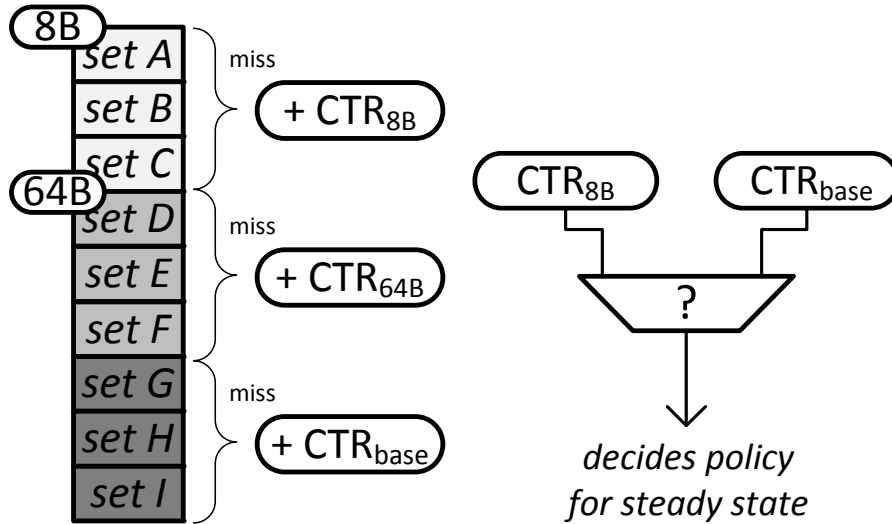 8B
set A
set B
set C
64B
set D
set E
set F
set G
set H
set I
miss
+ CTR8B
miss
+ CTR64B
miss
+ CTRbase
CTR8B
CTRbase
?
decides policy
for steady state